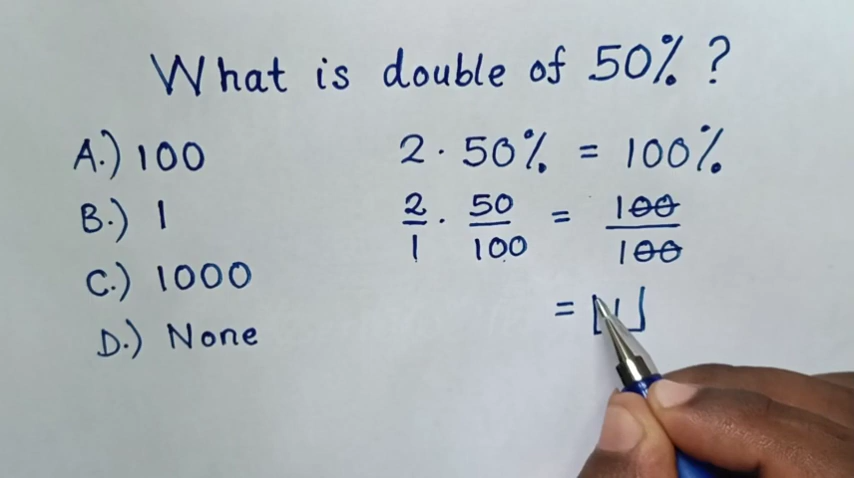 What is double of 50% ?
A.) 100
B.) 1
C.) 1000
D.) None
2 · 50% = 100%
2/1 · 50/100 = 100/100
= 1